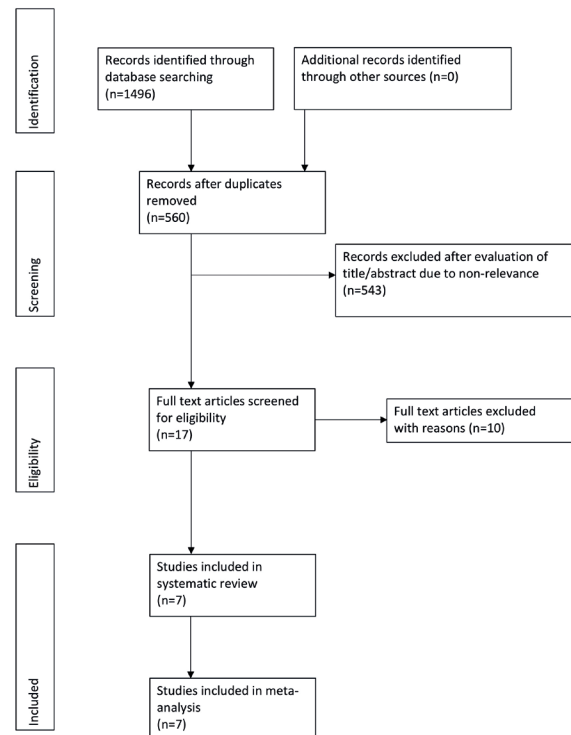 Identification
Records identified through
database searching
(n=1496)
Additional records identified
through other sources (n=0)
Screening
Records after duplicates
removed
(n=560)
Records excluded after evaluation of
title/abstract due to non-relevance
(n=543)
Eligibility
Full text articles screened
for eligibility
(n=17)
Full text articles excluded
with reasons (n=10)
Included
Studies included in
systematic review
(n=7)
Studies included in meta-
analysis
(n=7)